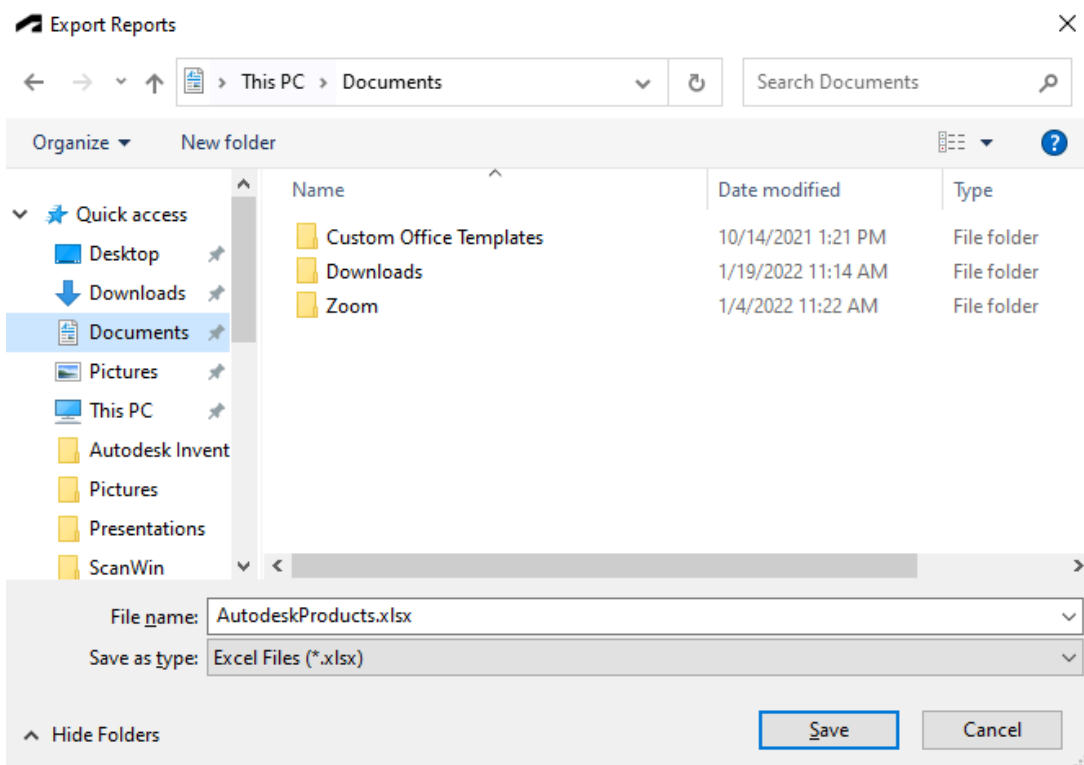 Export Reports
This PC > Documents
Search Documents
Organize
New folder
?
Name
Date modified
Type
Quick access
Desktop
Downloads
Documents
Pictures
This PC
Autodesk Invent
Pictures
Presentations
ScanWin
Custom Office Templates 10/14/2021 1:21 PM File folder
Downloads 1/19/2022 11:14 AM File folder
Zoom 1/4/2022 11:22 AM File folder
File name: AutodeskProducts.xlsx
Save as type: Excel Files (*.xlsx)
Hide Folders
Save
Cancel